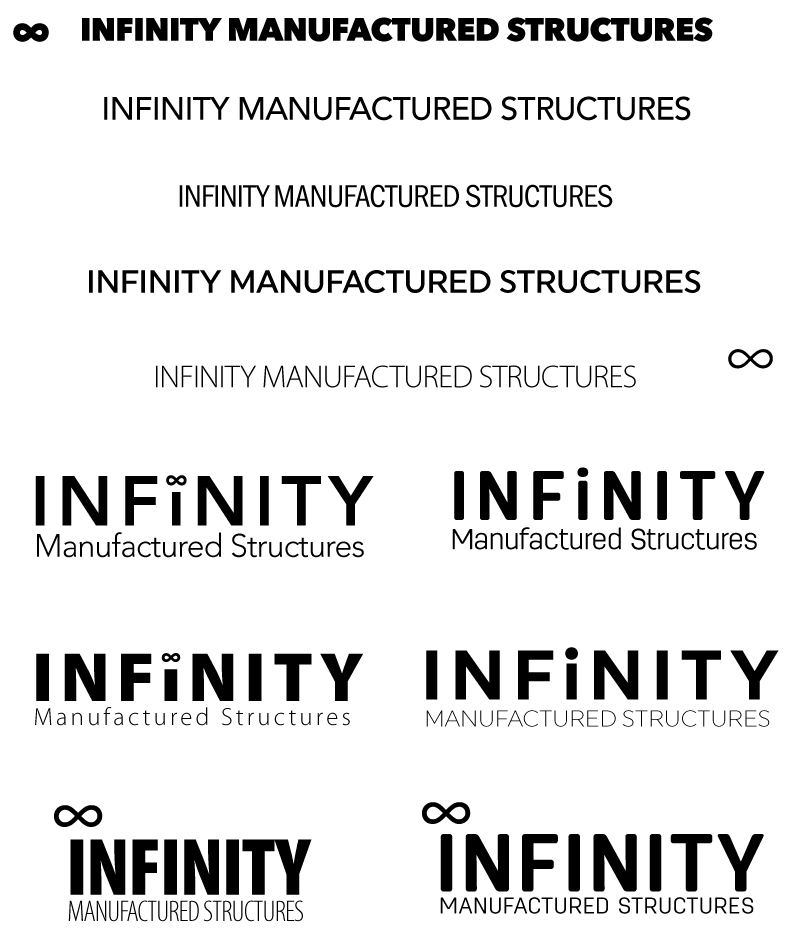 ∞ INFINITY MANUFACTURED STRUCTURES
INFINITY MANUFACTURED STRUCTURES
INFINITY MANUFACTURED STRUCTURES
INFINITY MANUFACTURED STRUCTURES
∞
INFINITY MANUFACTURED STRUCTURES
INFiNITY
Manufactured Structures
INFiNITY
Manufactured Structures
INFiNITY
Manufactured Structures
INFiNITY
MANUFACTURED STRUCTURES
∞
INFINITY
MANUFACTURED STRUCTURES
∞
INFINITY
MANUFACTURED STRUCTURES